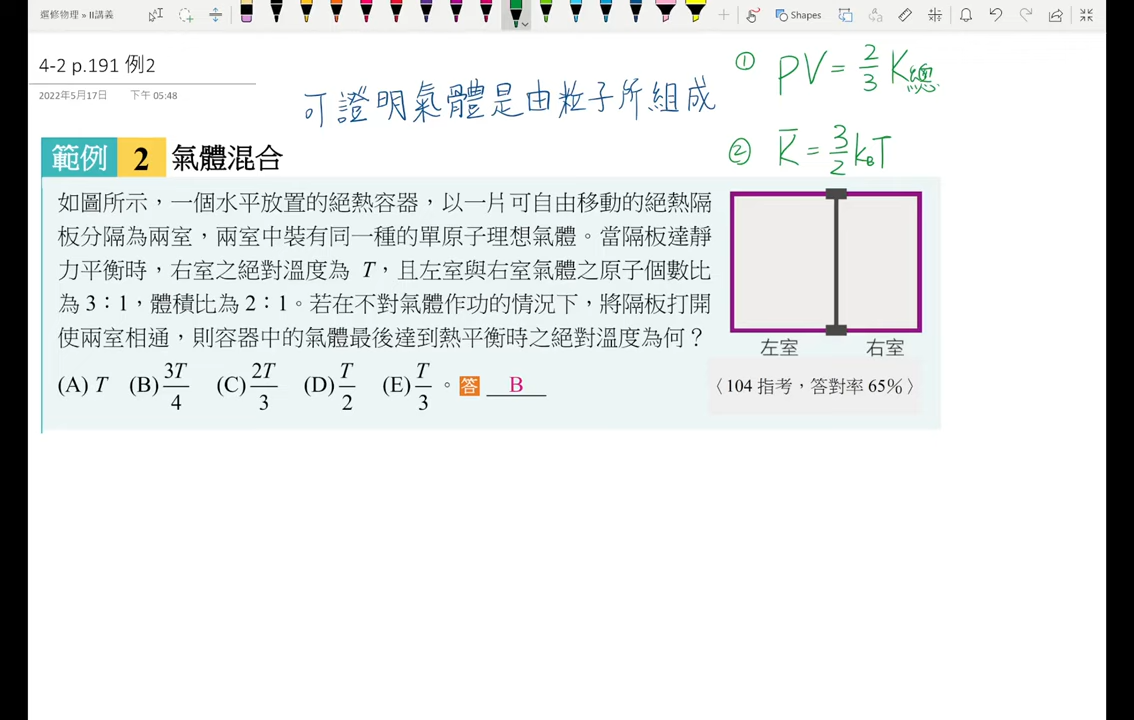 選修物理 » II講義
Shapes
4-2 p.191 例2
2022年5月17日 下午 05:48
可證明氣體是由粒子所組成
① PV = 2/3 K總
② K̄ = 3/2 k_B T
範例 2 氣體混合
如圖所示，一個水平放置的絕熱容器，以一片可自由移動的絕熱隔
板分隔為兩室，兩室中裝有同一種的單原子理想氣體。當隔板達靜
力平衡時，右室之絕對溫度為 T，且左室與右室氣體之原子個數比
為 3：1，體積比為 2：1。若在不對氣體作功的情況下，將隔板打開
使兩室相通，則容器中的氣體最後達到熱平衡時之絕對溫度為何？
(A) T (B) 3T/4 (C) 2T/3 (D) T/2 (E) T/3 。答 B
左室 右室
〈104 指考，答對率 65%〉